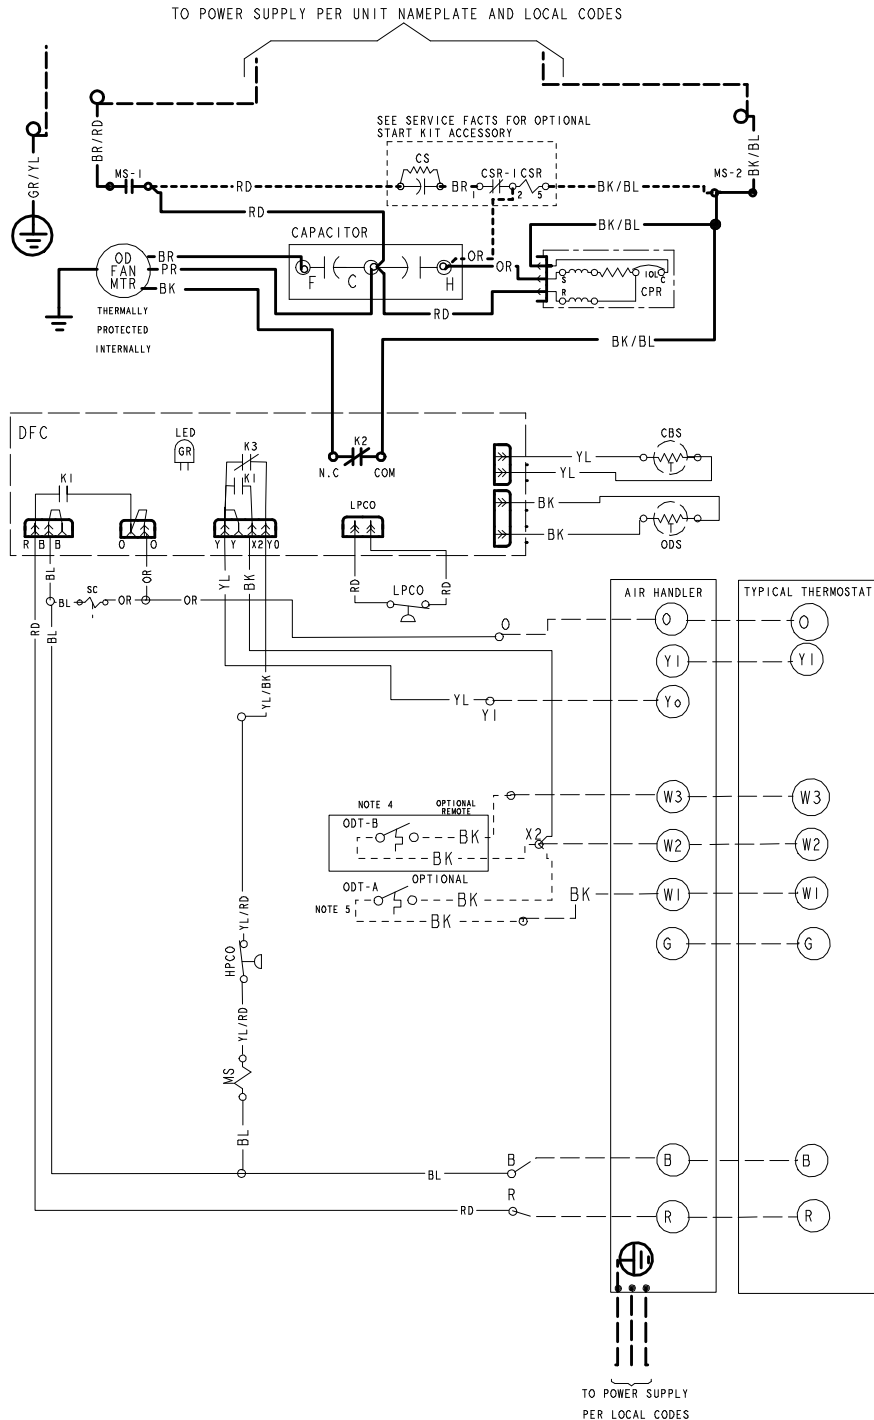 TO POWER SUPPLY PER UNIT NAMEPLATE AND LOCAL CODES
SEE SERVICE FACTS FOR OPTIONAL
START KIT ACCESSORY
BR/RD
GR/YL
BK/BL
CS
MS-1
RD
BR
CSR-1 CSR
1
2
5
BK/BL
MS-2
RD
BK/BL
CAPACITOR
OR
OR
OD
FAN
MTR
BR
PR
BK
F
C
H
S
R
IOL
C
CPR
RD
THERMALLY
PROTECTED
INTERNALLY
BK/BL
DFC
LED
GR
K3
K1
K2
N.C
COM
CBS
YL
YL
K1
LPCO
BK
BK
ODS
R
B
B
O
O
Y
Y
X2
YO
BL
OR
YL
BK
RD
RD
LPCO
SC
BL
OR
OR
RD
BL
AIR HANDLER
TYPICAL THERMOSTAT
O
O
O
Y1
Y1
YL/BK
YL
Y1
Yo
NOTE 4
OPTIONAL
REMOTE
W3
W3
ODT-B
BK
X2
W2
W2
BK
ODT-A
OPTIONAL
BK
BK
W1
W1
NOTE 5
BK
YL/RD
G
G
HPCO
YL/RD
MS
BL
B
B
B
BL
R
R
R
RD
TO POWER SUPPLY
PER LOCAL CODES